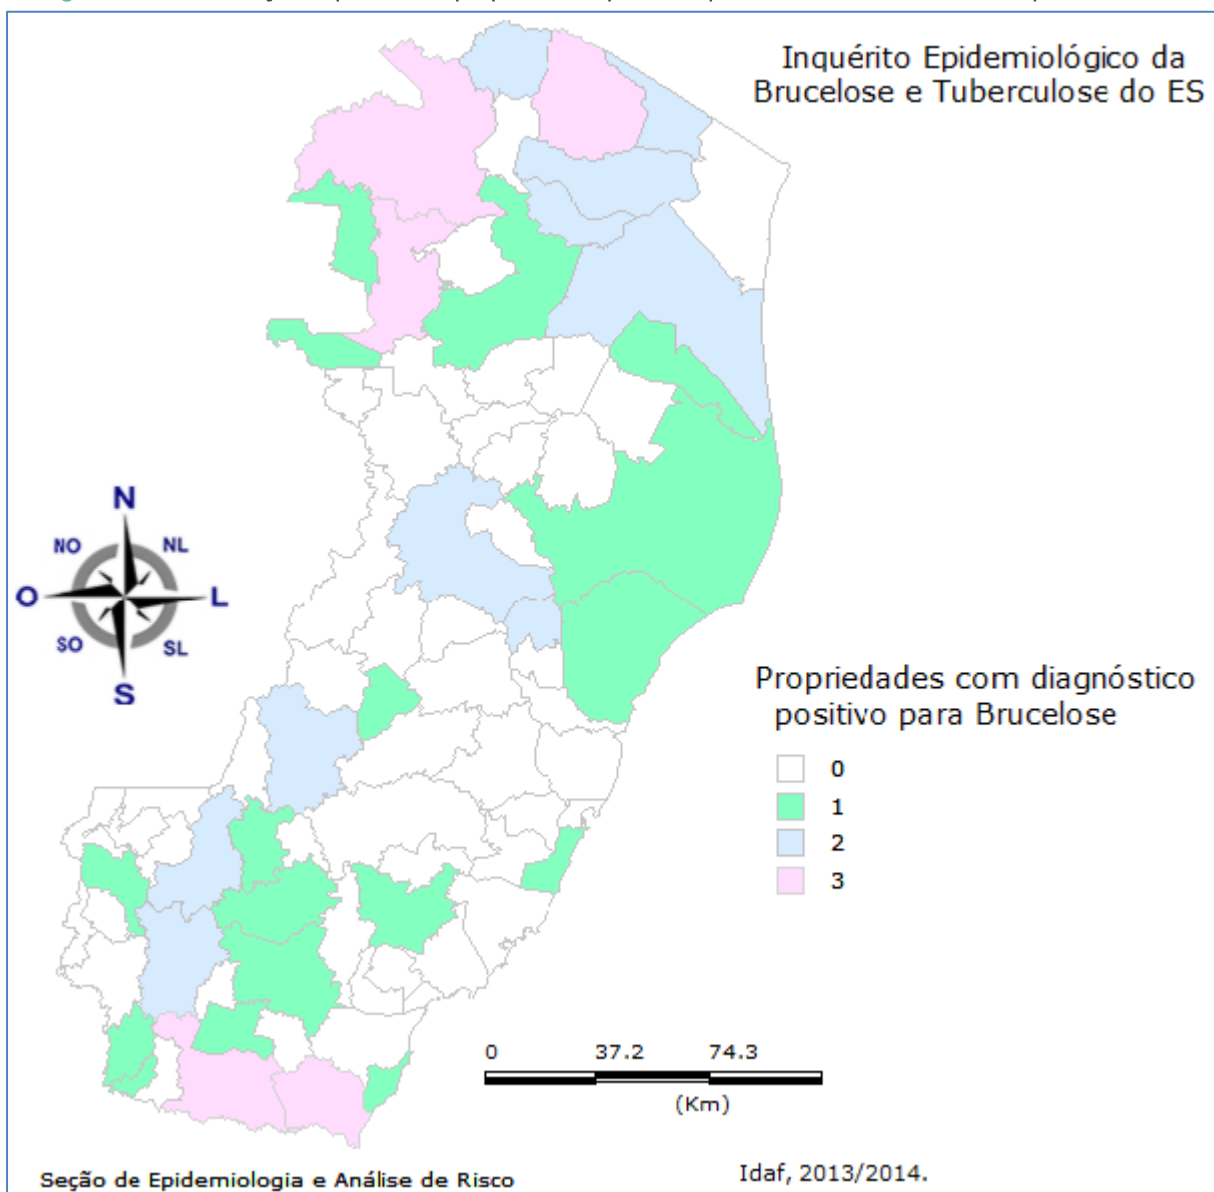 Inquérito Epidemiológico da
Brucelose e Tuberculose do ES
N
NO
NL
O
L
SO
SL
S
Propriedades com diagnóstico
positivo para Brucelose
0
1
2
3
0 37.2 74.3
(Km)
Seção de Epidemiologia e Análise de Risco
Idaf, 2013/2014.